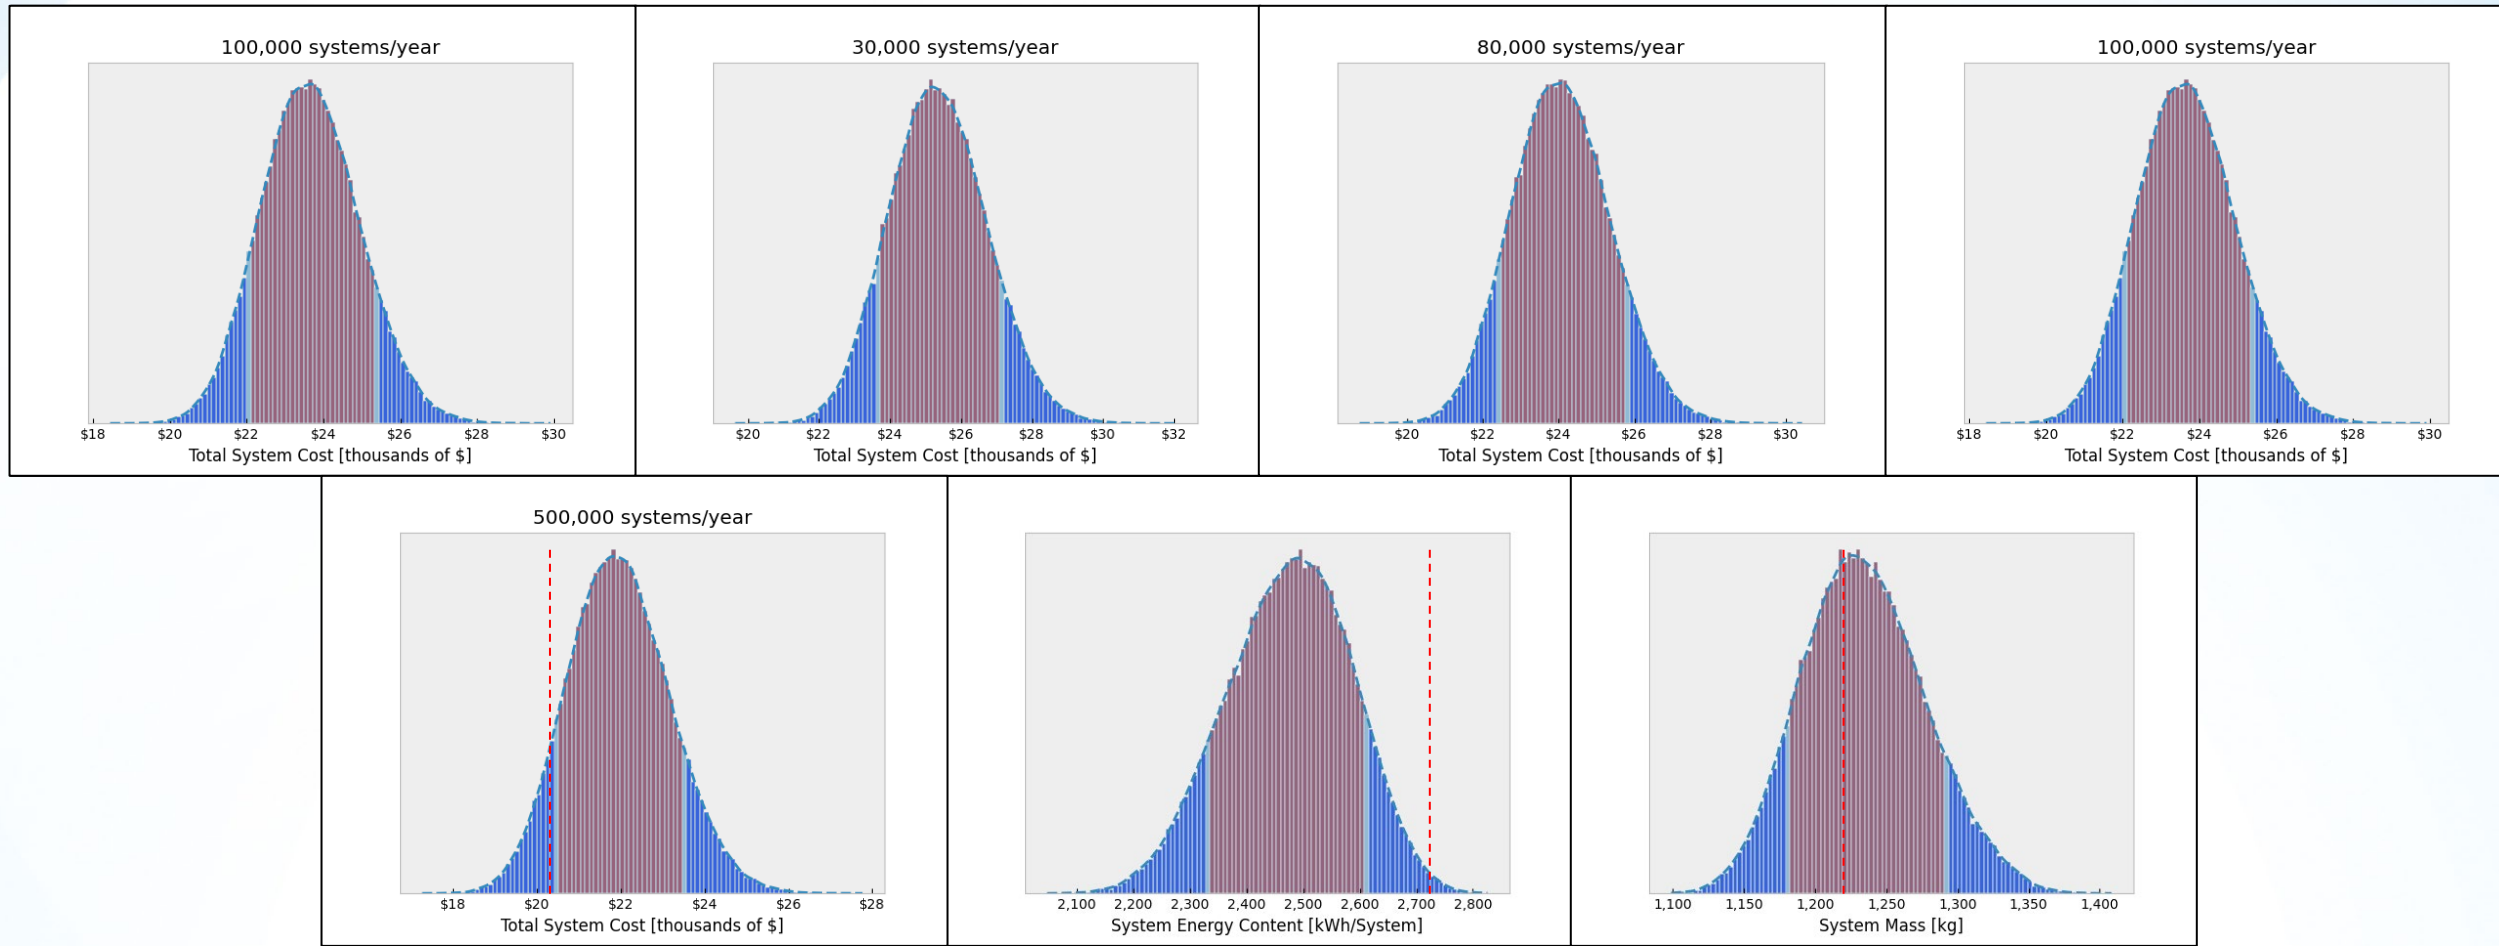 100,000 systems/year
$18 $20 $22 $24 $26 $28 $30
Total System Cost [thousands of $]
30,000 systems/year
$20 $22 $24 $26 $28 $30 $32
Total System Cost [thousands of $]
80,000 systems/year
$20 $22 $24 $26 $28 $30
Total System Cost [thousands of $]
100,000 systems/year
$18 $20 $22 $24 $26 $28 $30
Total System Cost [thousands of $]
500,000 systems/year
$18 $20 $22 $24 $26 $28
Total System Cost [thousands of $]
2,100 2,200 2,300 2,400 2,500 2,600 2,700 2,800
System Energy Content [kWh/System]
1,100 1,150 1,200 1,250 1,300 1,350 1,400
System Mass [kg]